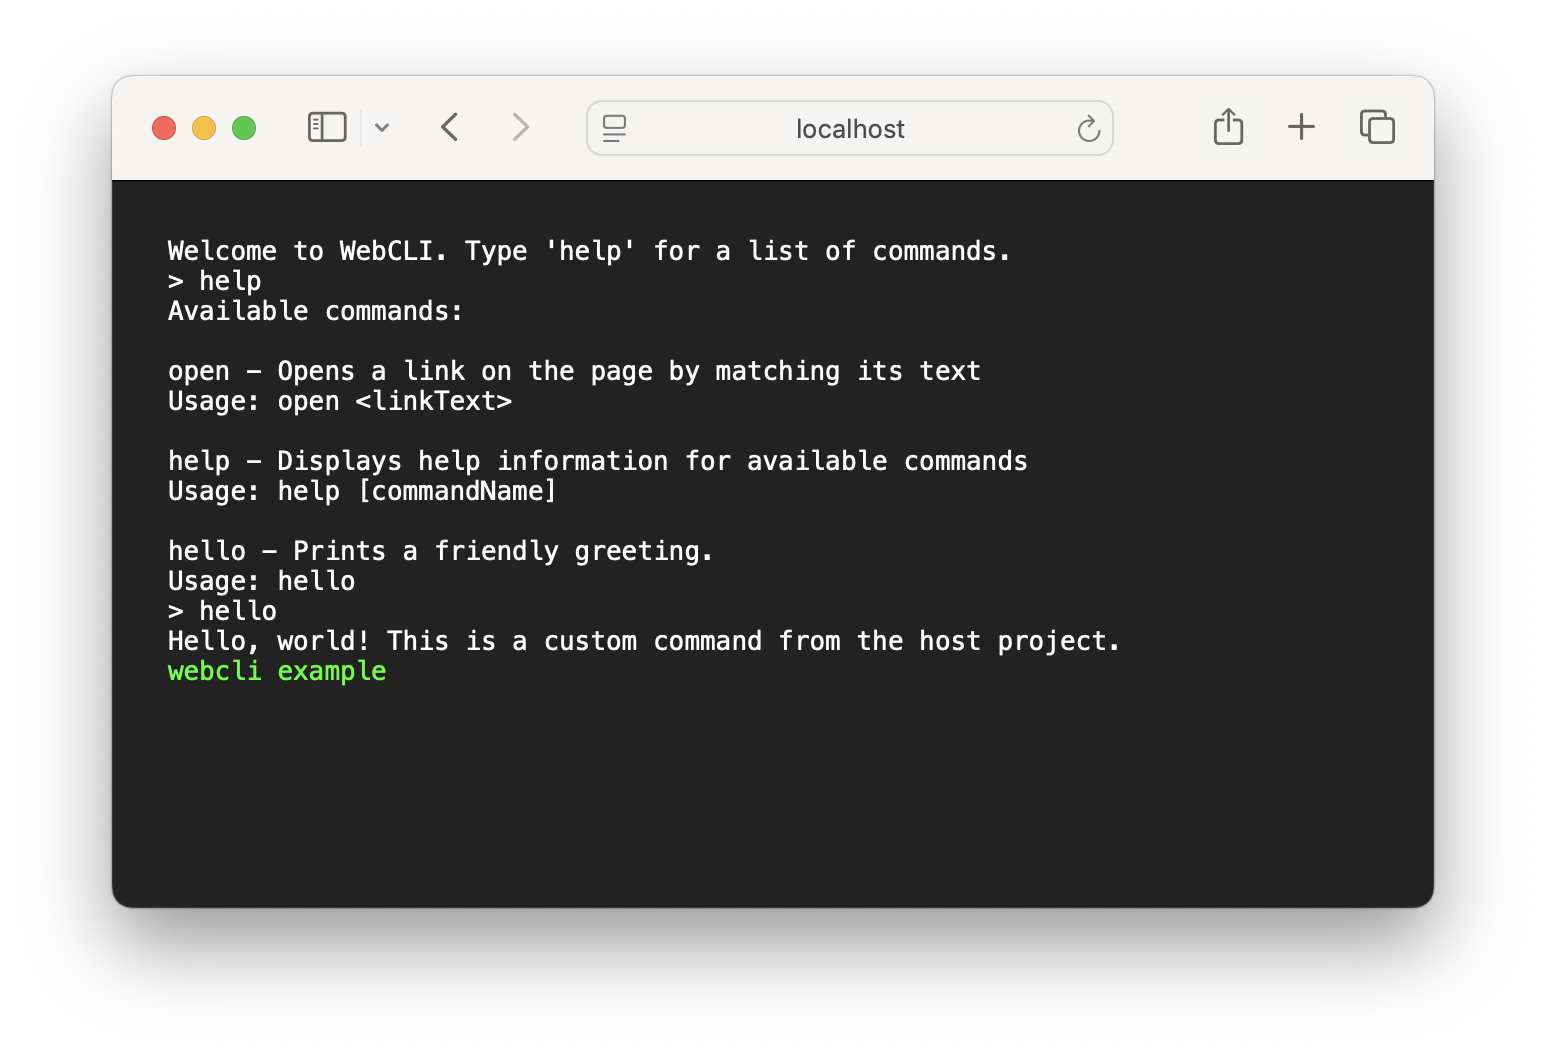 localhost
Welcome to WebCLI. Type 'help' for a list of commands.
> help
Available commands:
open – Opens a link on the page by matching its text
Usage: open <linkText>
help – Displays help information for available commands
Usage: help [commandName]
hello – Prints a friendly greeting.
Usage: hello
> hello
Hello, world! This is a custom command from the host project.
webcli example